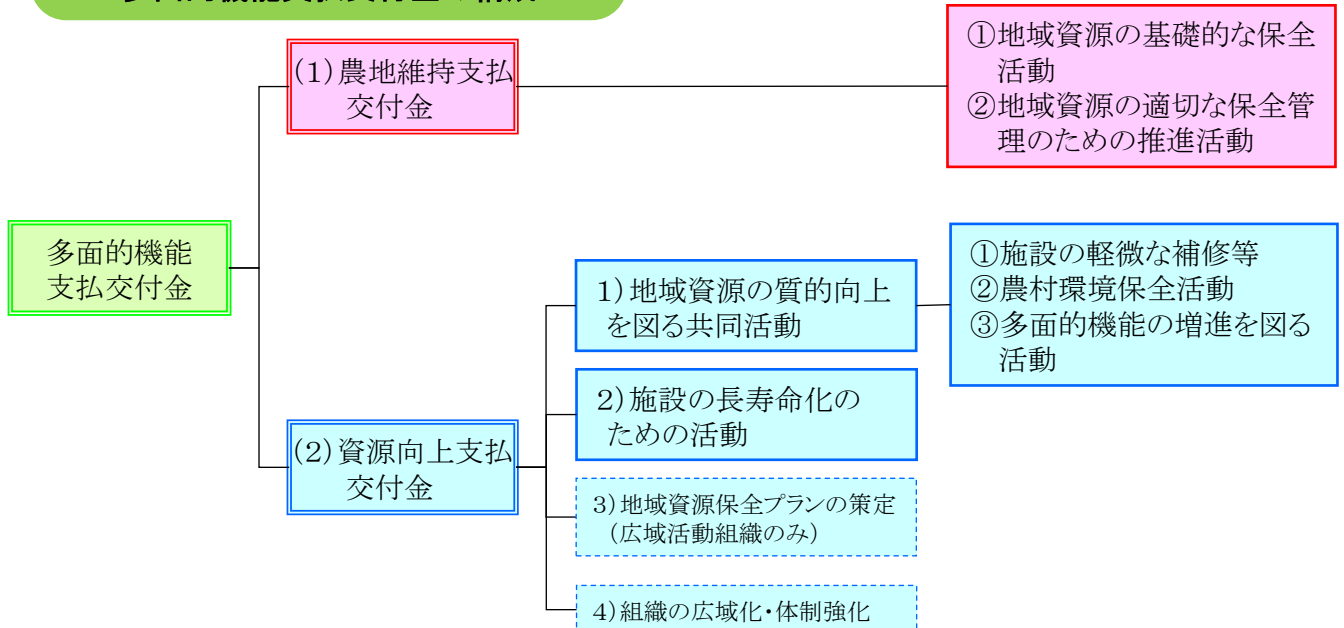 (1)農地維持支払
交付金
①地域資源の基礎的な保全
活動
②地域資源の適切な保全管
理のための推進活動
多面的機能
支払交付金
(2)資源向上支払
交付金
1)地域資源の質的向上
を図る共同活動
①施設の軽微な補修等
②農村環境保全活動
③多面的機能の増進を図る
活動
2)施設の長寿命化の
ための活動
3)地域資源保全プランの策定
(広域活動組織のみ)
4)組織の広域化・体制強化